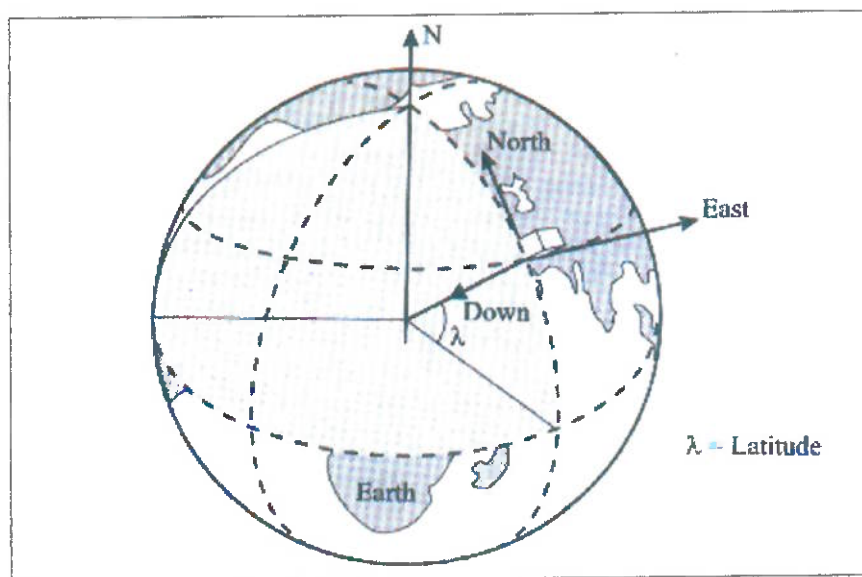 N
North
East
Down
λ
λ = Latitude
Earth